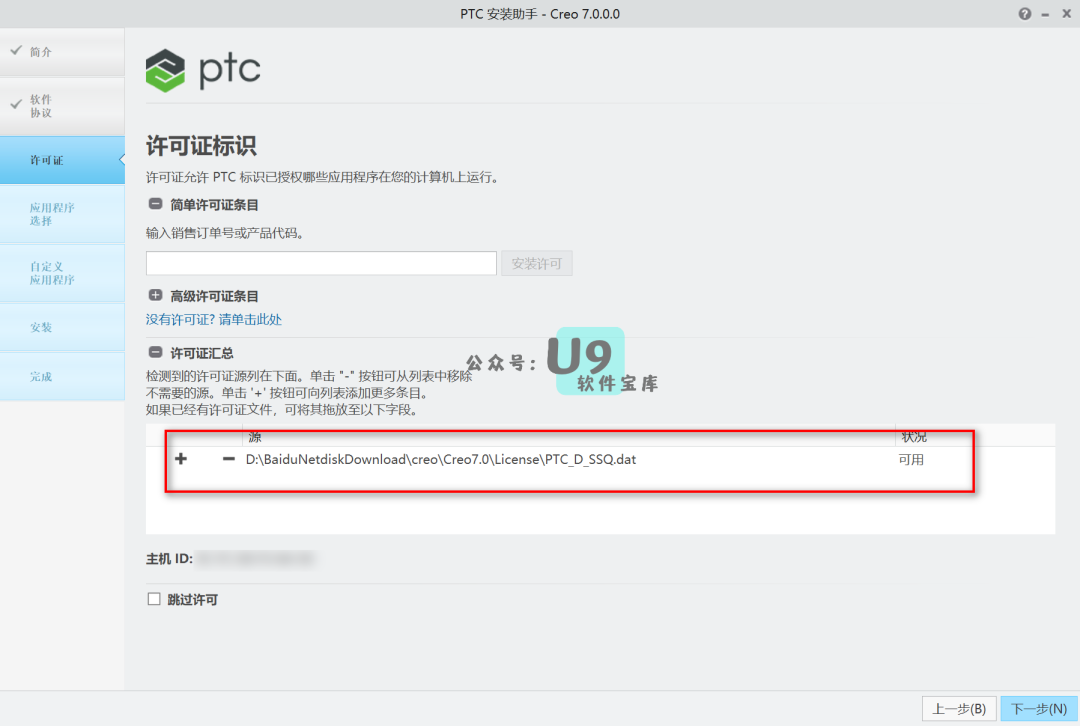 PTC 安装助手 - Creo 7.0.0.0
简介
软件
协议
许可证
应用程序
选择
自定义
应用程序
安装
完成
ptc
许可证标识
许可证允许 PTC 标识已授权哪些应用程序在您的计算机上运行。
简单许可证条目
输入销售订单号或产品代码。
安装许可
高级许可证条目
没有许可证? 请单击此处
许可证汇总
检测到的许可证源列在下面。单击 "-" 按钮可从列表中移除
不需要的源。单击 '+' 按钮可向列表添加更多条目。
如果已经有许可证文件，可将其拖放至以下字段。
公众号: U9
软件宝库
源 状况
D:\BaiduNetdiskDownload\creo\Creo7.0\License\PTC_D_SSQ.dat 可用
主机 ID:
跳过许可
上一步(B) 下一步(N)